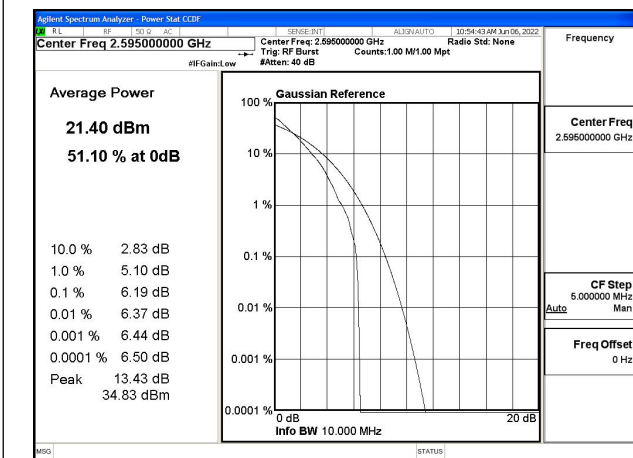 Agilent Spectrum Analyzer - Power Stat CCDF
RL RF 50 Ω AC SENSE:INT ALIGN AUTO 10:54:43 AM Jun 06, 2022
Center Freq 2.595000000 GHz
Center Freq: 2.595000000 GHz Radio Std: None
Trig: RF Burst Counts:1.00 M/1.00 Mpt
#IFGain:Low #Atten: 40 dB
Frequency
Average Power
21.40 dBm
51.10 % at 0dB
10.0 % 2.83 dB
1.0 % 5.10 dB
0.1 % 6.19 dB
0.01 % 6.37 dB
0.001 % 6.44 dB
0.0001 % 6.50 dB
Peak 13.43 dB
34.83 dBm
Gaussian Reference
100 %
10 %
1 %
0.1 %
0.01 %
0.001 %
0.0001 %
0 dB 20 dB
Info BW 10.000 MHz
Center Freq
2.595000000 GHz
CF Step
5.000000 MHz
Auto Man
Freq Offset
0 Hz
MSG STATUS